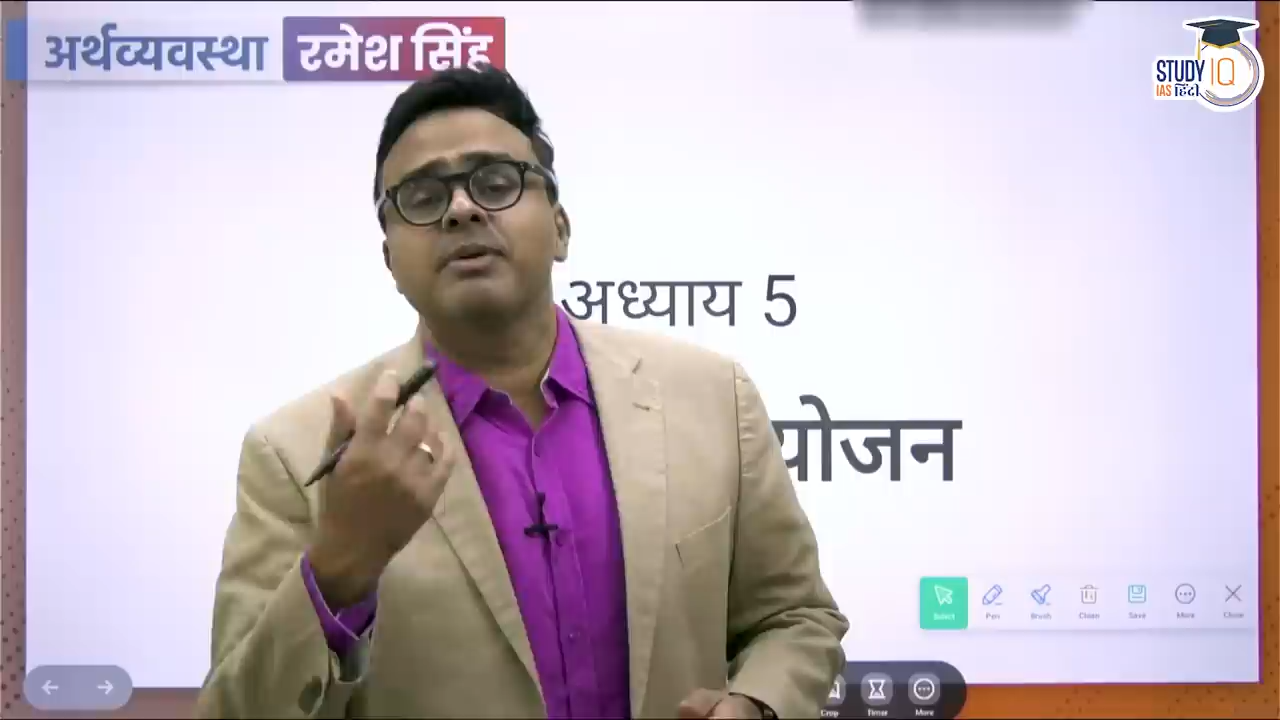 अर्थव्यवस्था रमेश सिंह
STUDY IQ
IAS हिंदी
अध्याय 5
योजन
Select Pen Brush Clean Save More Close
Crop Timer More